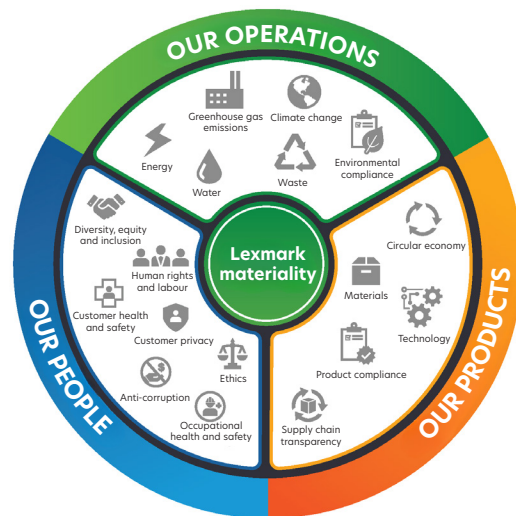 OUR OPERATIONS
Greenhouse gas
emissions
Climate change
Energy
Water
Waste
Environmental
compliance
Lexmark
materiality
OUR PEOPLE
Diversity, equity
and inclusion
Human rights
and labour
Customer health
and safety
Customer privacy
Ethics
Anti-corruption
Occupational
health and safety
OUR PRODUCTS
Circular economy
Materials
Technology
Product compliance
Supply chain
transparency